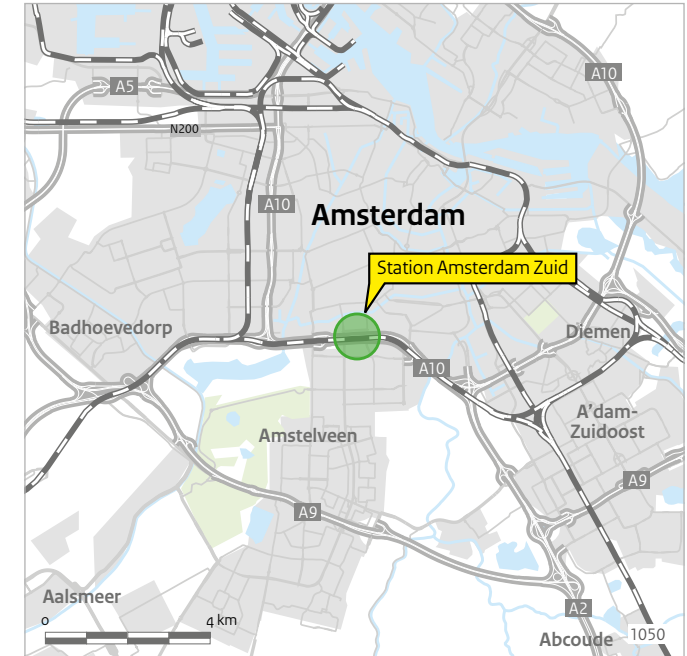 A10
A5
N200
A10
Amsterdam
Station Amsterdam Zuid
Badhoevedorp
Diemen
A10
A'dam-
Zuidoost
Amstelveen
A9
A9
Aalsmeer
A2
0 4 km
Abcoude
1050